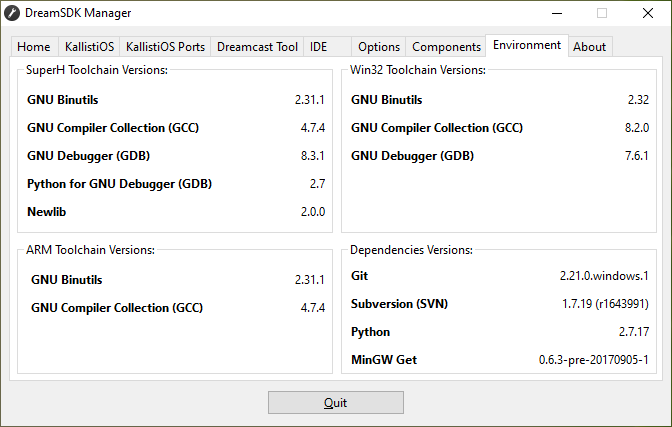 DreamSDK Manager
Home KallistiOS KallistiOS Ports Dreamcast Tool IDE Options Components Environment About
SuperH Toolchain Versions:
GNU Binutils 2.31.1
GNU Compiler Collection (GCC) 4.7.4
GNU Debugger (GDB) 8.3.1
Python for GNU Debugger (GDB) 2.7
Newlib 2.0.0
Win32 Toolchain Versions:
GNU Binutils 2.32
GNU Compiler Collection (GCC) 8.2.0
GNU Debugger (GDB) 7.6.1
ARM Toolchain Versions:
GNU Binutils 2.31.1
GNU Compiler Collection (GCC) 4.7.4
Dependencies Versions:
Git 2.21.0.windows.1
Subversion (SVN) 1.7.19 (r1643991)
Python 2.7.17
MinGW Get 0.6.3-pre-20170905-1
Quit